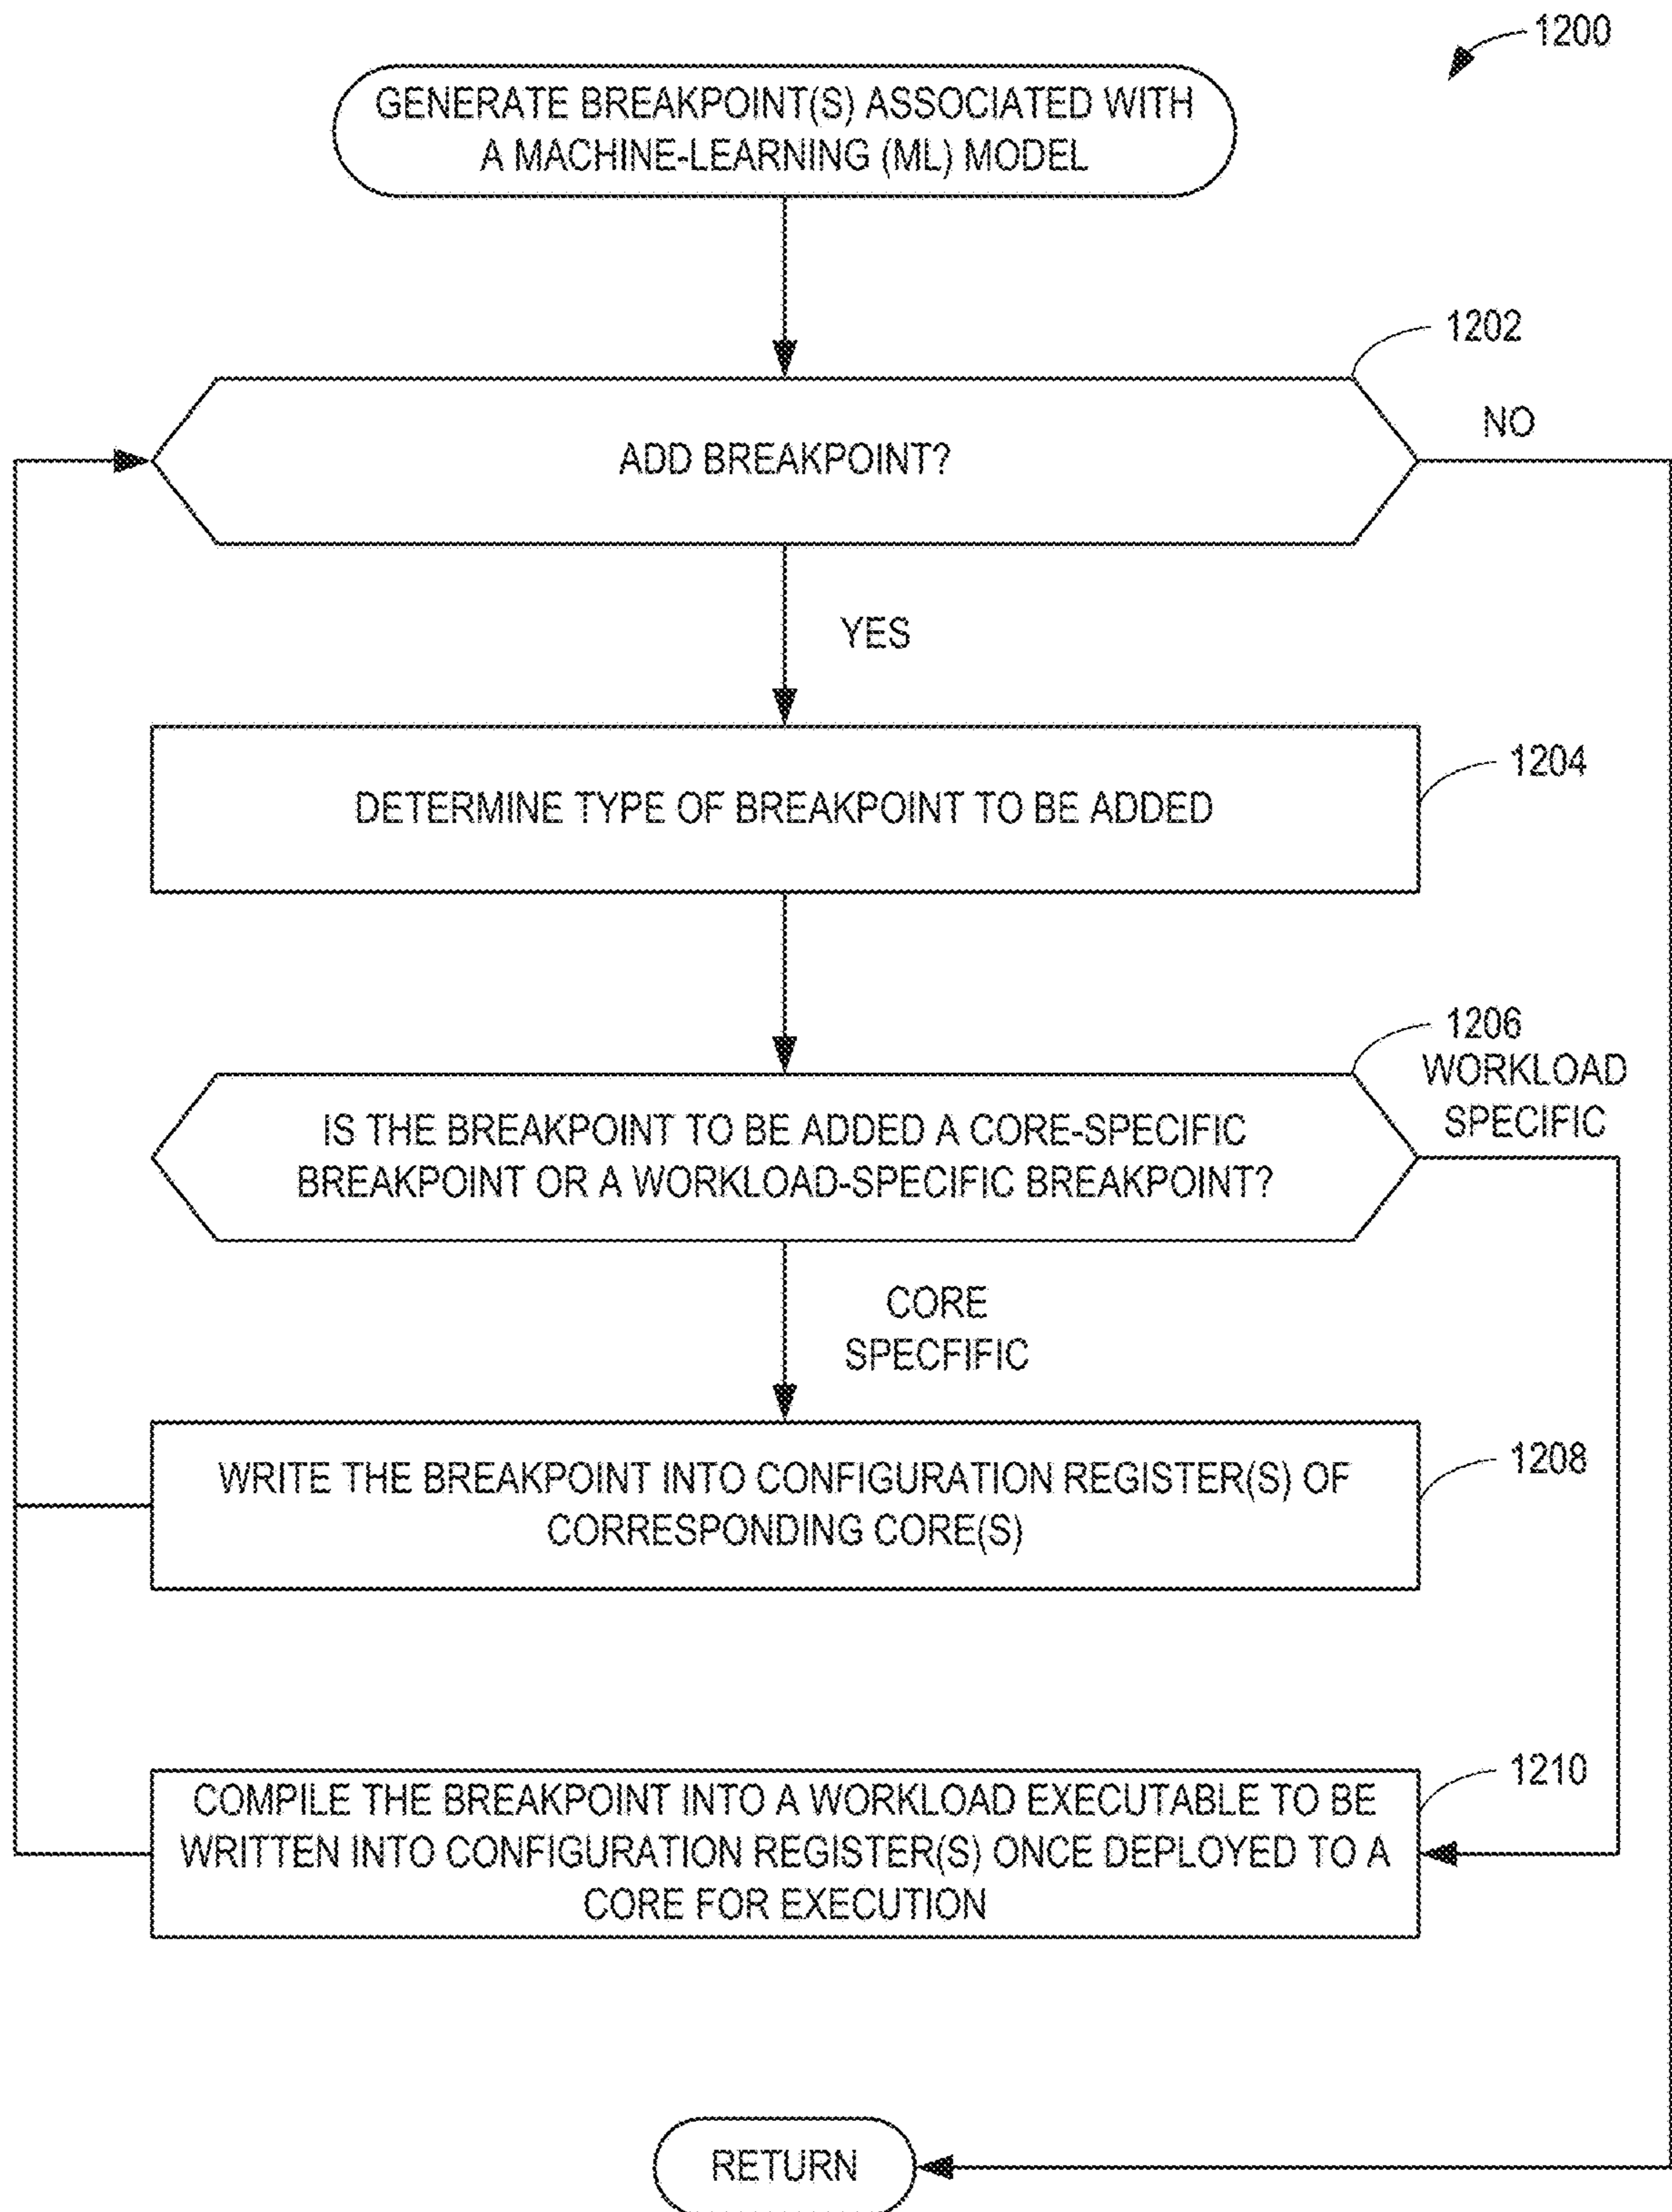 1200
GENERATE BREAKPOINT(S) ASSOCIATED WITH
A MACHINE-LEARNING (ML) MODEL
1202
NO
ADD BREAKPOINT?
YES
1204
DETERMINE TYPE OF BREAKPOINT TO BE ADDED
1206
WORKLOAD
SPECIFIC
IS THE BREAKPOINT TO BE ADDED A CORE-SPECIFIC
BREAKPOINT OR A WORKLOAD-SPECIFIC BREAKPOINT?
CORE
SPECFIFIC
1208
WRITE THE BREAKPOINT INTO CONFIGURATION REGISTER(S) OF
CORRESPONDING CORE(S)
1210
COMPILE THE BREAKPOINT INTO A WORKLOAD EXECUTABLE TO BE
WRITTEN INTO CONFIGURATION REGISTER(S) ONCE DEPLOYED TO A
CORE FOR EXECUTION
RETURN